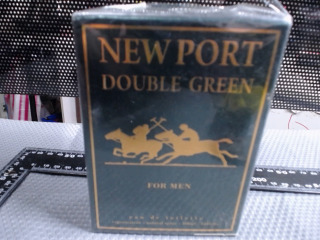 NEW PORT
DOUBLE GREEN
FOR MEN
eau de toilette